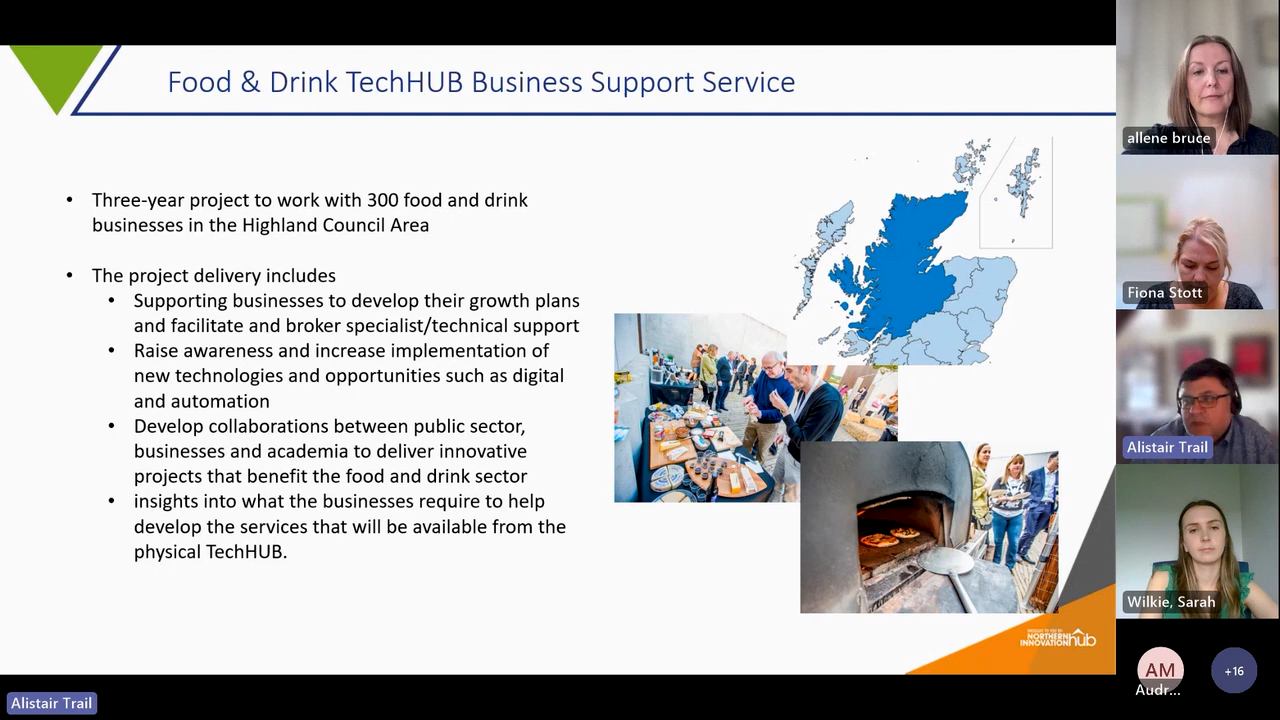 Food & Drink TechHUB Business Support Service
• Three-year project to work with 300 food and drink
businesses in the Highland Council Area
• The project delivery includes
• Supporting businesses to develop their growth plans
and facilitate and broker specialist/technical support
• Raise awareness and increase implementation of
new technologies and opportunities such as digital
and automation
• Develop collaborations between public sector,
businesses and academia to deliver innovative
projects that benefit the food and drink sector
• insights into what the businesses require to help
develop the services that will be available from the
physical TechHUB.
BROUGHT TO YOU BY
NORTHERN
INNOVATION hub
allene bruce
Fiona Stott
Alistair Trail
Wilkie, Sarah
AM
Audr...
+16
Alistair Trail